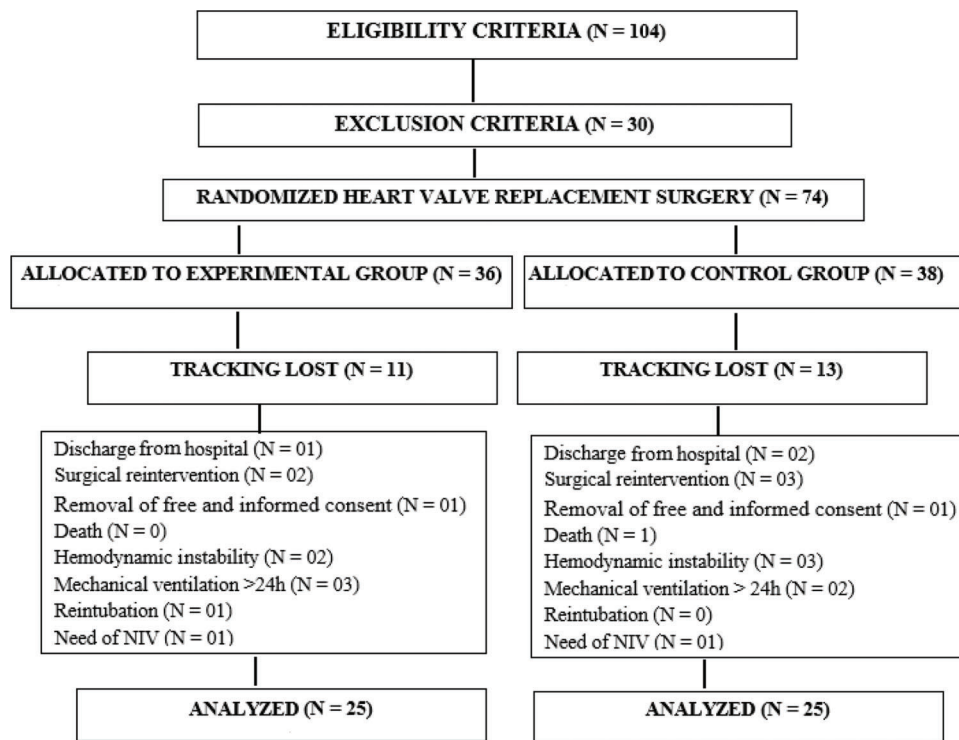 ELIGIBILITY CRITERIA (N = 104)
EXCLUSION CRITERIA (N = 30)
RANDOMIZED HEART VALVE REPLACEMENT SURGERY (N = 74)
ALLOCATED TO EXPERIMENTAL GROUP (N = 36)
ALLOCATED TO CONTROL GROUP (N = 38)
TRACKING LOST (N = 11)
TRACKING LOST (N = 13)
Discharge from hospital (N = 01)
Surgical reintervention (N = 02)
Removal of free and informed consent (N = 01)
Death (N = 0)
Hemodynamic instability (N = 02)
Mechanical ventilation >24h (N = 03)
Reintubation (N = 01)
Need of NIV (N = 01)
Discharge from hospital (N = 02)
Surgical reintervention (N = 03)
Removal of free and informed consent (N = 01)
Death (N = 1)
Hemodynamic instability (N = 03)
Mechanical ventilation > 24h (N = 02)
Reintubation (N = 0)
Need of NIV (N = 01)
ANALYZED (N = 25)
ANALYZED (N = 25)